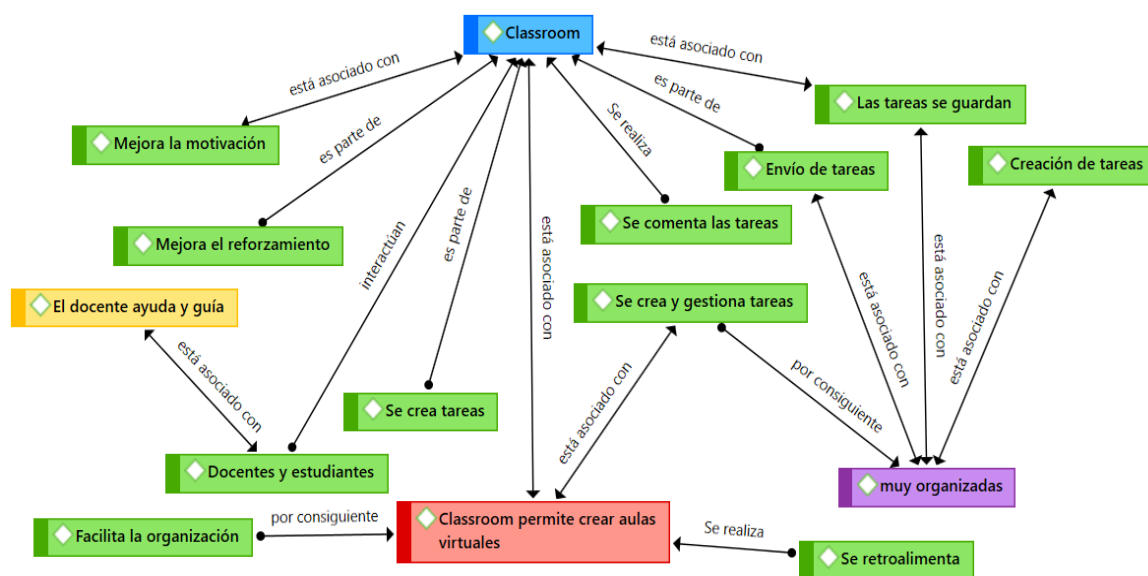 Classroom
está asociado con
está asociado con
es parte de
Las tareas se guardan
es parte de
Se realiza
Mejora la motivación
Envío de tareas
Creación de tareas
Mejora el reforzamiento
interactúan
es parte de
Se comenta las tareas
está asociado con
El docente ayuda y guía
Se crea y gestiona tareas
está asociado con
está asociado con
está asociado con
está asociado con
por consiguiente
Se crea tareas
está asociado con
Docentes y estudiantes
muy organizadas
Facilita la organización
por consiguiente
Classroom permite crear aulas
virtuales
Se realiza
Se retroalimenta